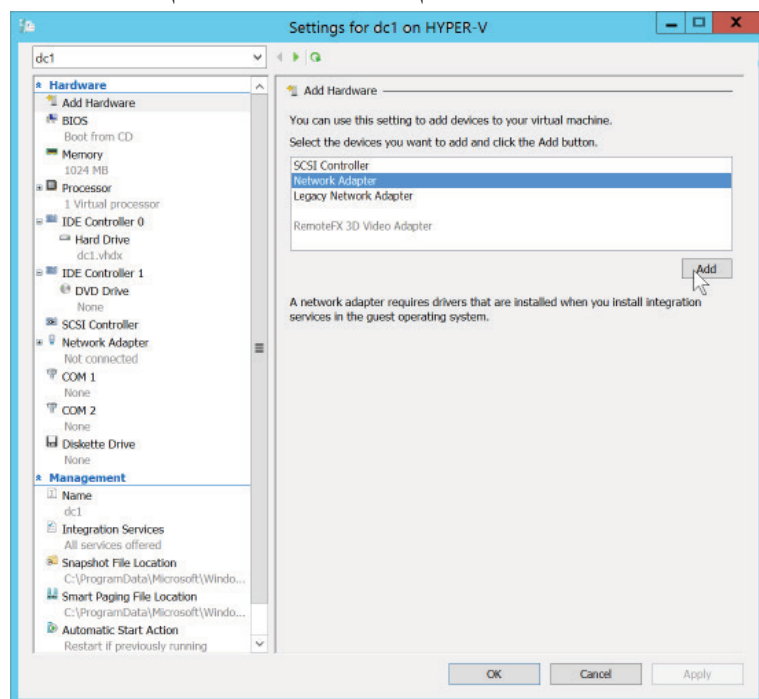 Settings for dc1 on HYPER-V
dc1
Hardware
Add Hardware
BIOS
Boot from CD
Memory
1024 MB
Processor
1 Virtual processor
IDE Controller 0
Hard Drive
dc1.vhdx
IDE Controller 1
DVD Drive
None
SCSI Controller
Network Adapter
Not connected
COM 1
None
COM 2
None
Diskette Drive
None
Management
Name
dc1
Integration Services
All services offered
Snapshot File Location
C:\ProgramData\Microsoft\Windo...
Smart Paging File Location
C:\ProgramData\Microsoft\Windo...
Automatic Start Action
Restart if previously running
Add Hardware
You can use this setting to add devices to your virtual machine.
Select the devices you want to add and click the Add button.
SCSI Controller
Network Adapter
Legacy Network Adapter
RemoteFX 3D Video Adapter
Add
A network adapter requires drivers that are installed when you install integration
services in the guest operating system.
OK
Cancel
Apply